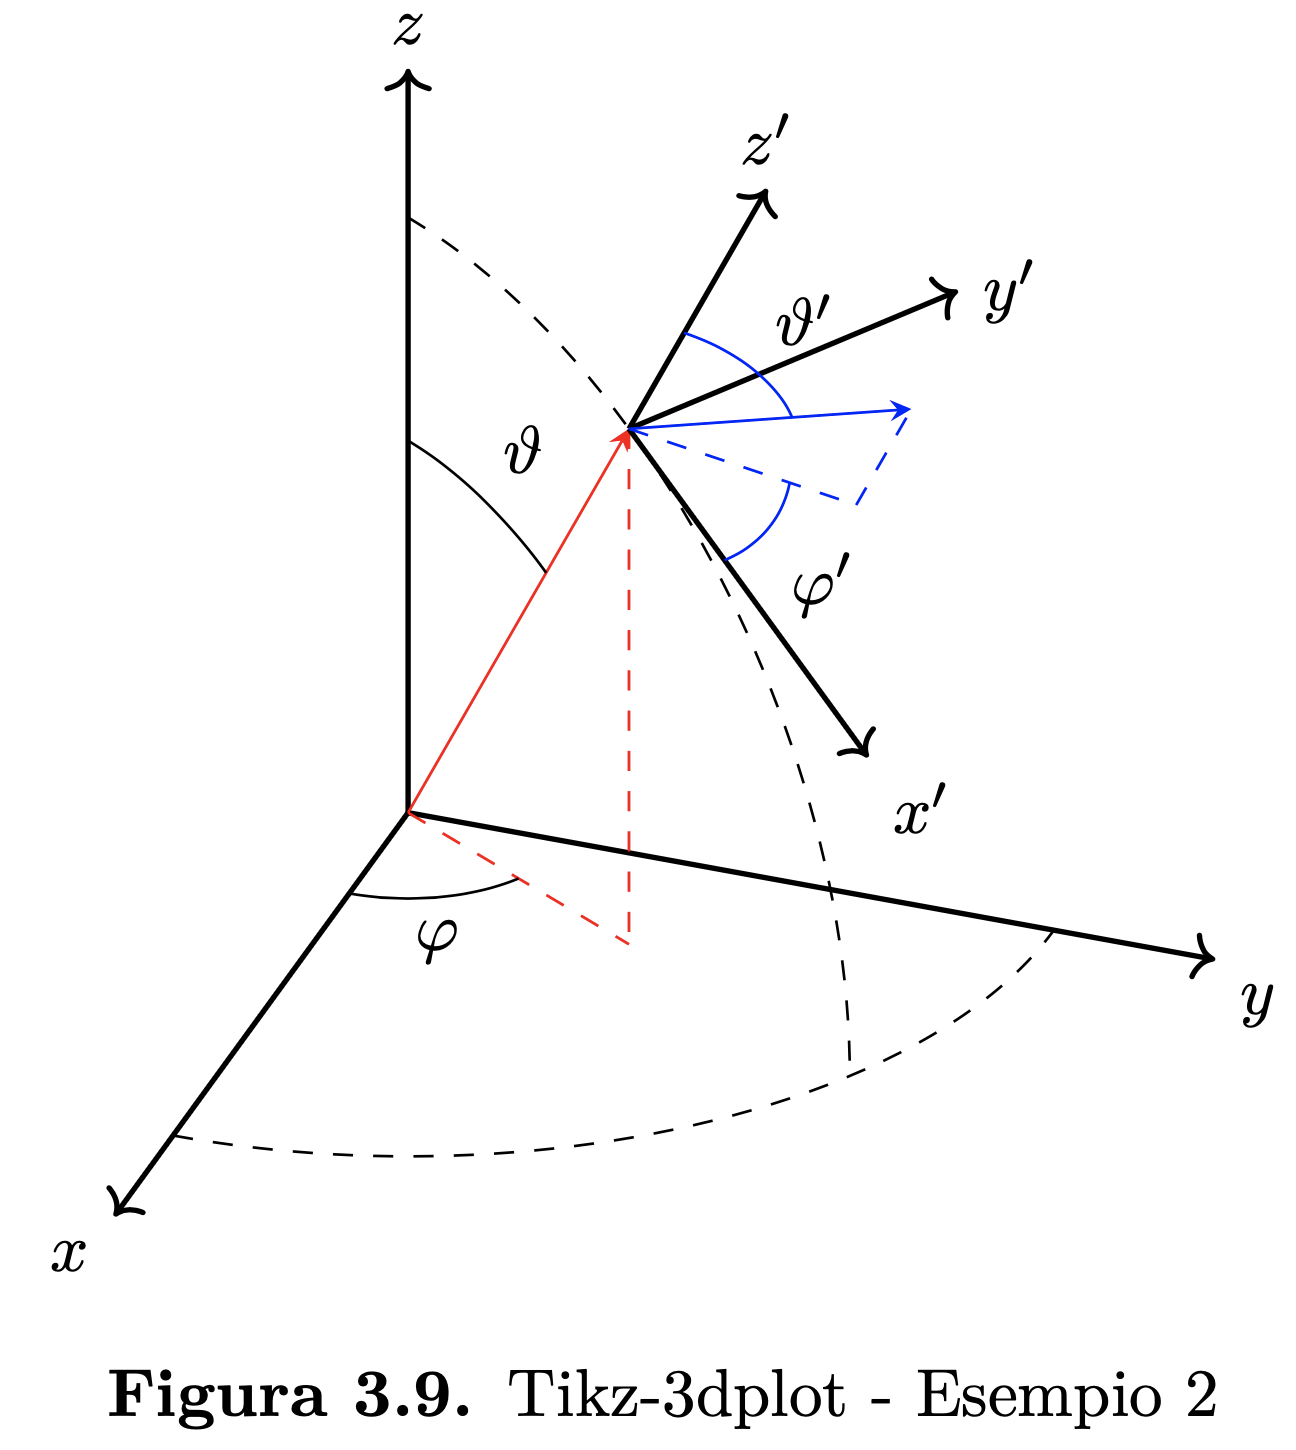 z
z′
y′
ϑ′
ϑ
φ′
x′
φ
y
x
Figura 3.9. Tikz-3dplot - Esempio 2